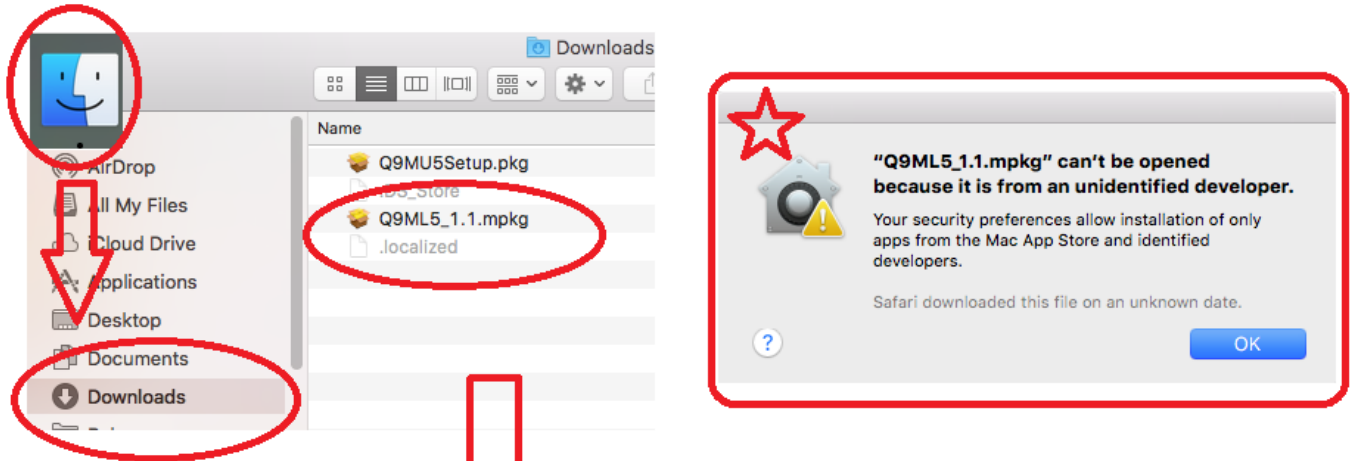 Downloads
Name
AirDrop
All My Files
iCloud Drive
Applications
Desktop
Documents
Downloads
Q9MU5Setup.pkg
.DS_Store
Q9ML5_1.1.mpkg
.localized
“Q9ML5_1.1.mpkg” can’t be opened
because it is from an unidentified developer.
Your security preferences allow installation of only
apps from the Mac App Store and identified
developers.
Safari downloaded this file on an unknown date.
?
OK